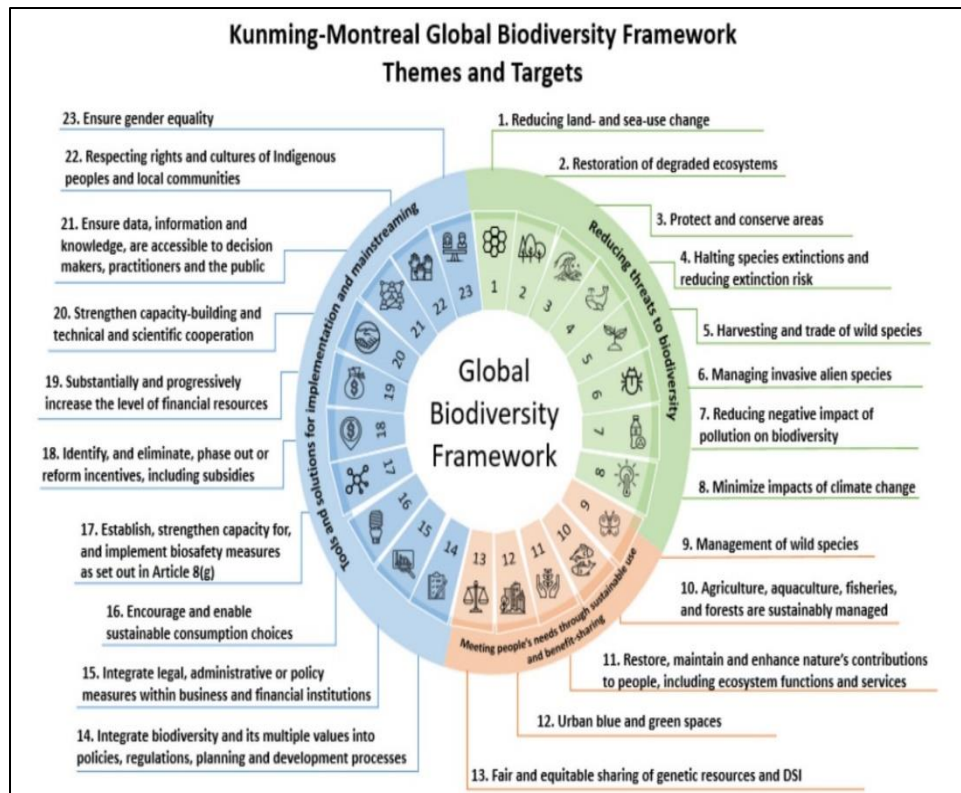 Kunming-Montreal Global Biodiversity Framework
Themes and Targets
23. Ensure gender equality
22. Respecting rights and cultures of Indigenous
peoples and local communities
21. Ensure data, information and
knowledge, are accessible to decision
makers, practitioners and the public
20. Strengthen capacity-building and
technical and scientific cooperation
19. Substantially and progressively
increase the level of financial resources
18. Identify, and eliminate, phase out or
reform incentives, including subsidies
17. Establish, strengthen capacity for,
and implement biosafety measures
as set out in Article 8(g)
16. Encourage and enable
sustainable consumption choices
15. Integrate legal, administrative or policy
measures within business and financial institutions
14. Integrate biodiversity and its multiple values into
policies, regulations, planning and development processes
1. Reducing land- and sea-use change
2. Restoration of degraded ecosystems
3. Protect and conserve areas
4. Halting species extinctions and
reducing extinction risk
5. Harvesting and trade of wild species
6. Managing invasive alien species
7. Reducing negative impact of
pollution on biodiversity
8. Minimize impacts of climate change
9. Management of wild species
10. Agriculture, aquaculture, fisheries,
and forests are sustainably managed
11. Restore, maintain and enhance nature's contributions
to people, including ecosystem functions and services
12. Urban blue and green spaces
13. Fair and equitable sharing of genetic resources and DSI
Tools and solutions for implementation and mainstreaming
Reducing threats to biodiversity
Meeting people's needs through sustainable use
and benefit-sharing
1
2
3
4
5
6
7
8
9
10
11
12
13
14
15
16
17
18
19
20
21
22
23
Global
Biodiversity
Framework